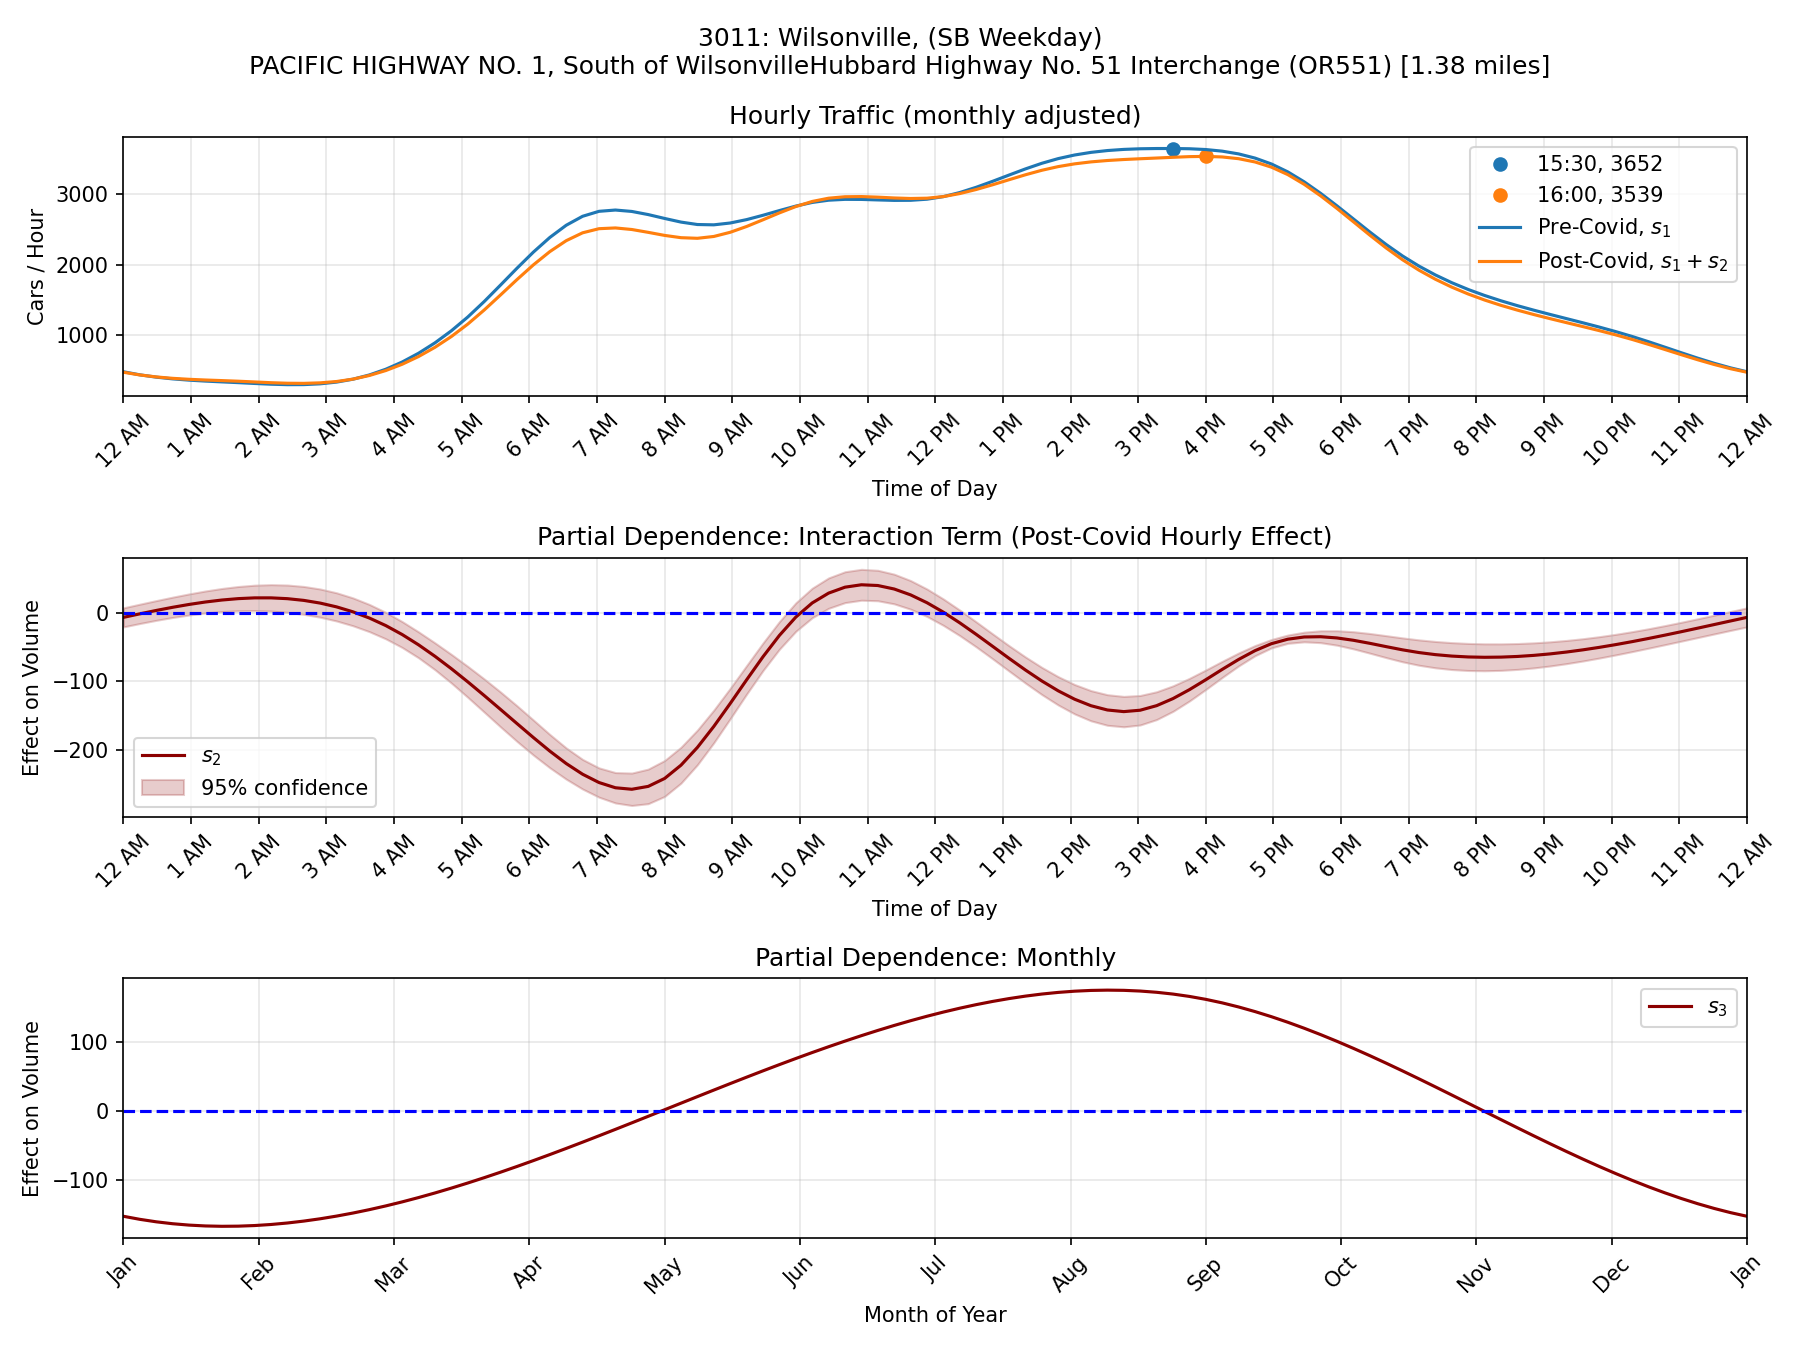 3011: Wilsonville, (SB Weekday)
PACIFIC HIGHWAY NO. 1, South of WilsonvilleHubbard Highway No. 51 Interchange (OR551) [1.38 miles]
Hourly Traffic (monthly adjusted)
Cars / Hour
3000
2000
1000
15:30, 3652
16:00, 3539
Pre-Covid, s₁
Post-Covid, s₁ + s₂
12 AM 1 AM 2 AM 3 AM 4 AM 5 AM 6 AM 7 AM 8 AM 9 AM 10 AM 11 AM 12 PM 1 PM 2 PM 3 PM 4 PM 5 PM 6 PM 7 PM 8 PM 9 PM 10 PM 11 PM 12 AM
Time of Day
Partial Dependence: Interaction Term (Post-Covid Hourly Effect)
Effect on Volume
0
−100
−200
s₂
95% confidence
12 AM 1 AM 2 AM 3 AM 4 AM 5 AM 6 AM 7 AM 8 AM 9 AM 10 AM 11 AM 12 PM 1 PM 2 PM 3 PM 4 PM 5 PM 6 PM 7 PM 8 PM 9 PM 10 PM 11 PM 12 AM
Time of Day
Partial Dependence: Monthly
Effect on Volume
100
0
−100
s₃
Jan Feb Mar Apr May Jun Jul Aug Sep Oct Nov Dec Jan
Month of Year